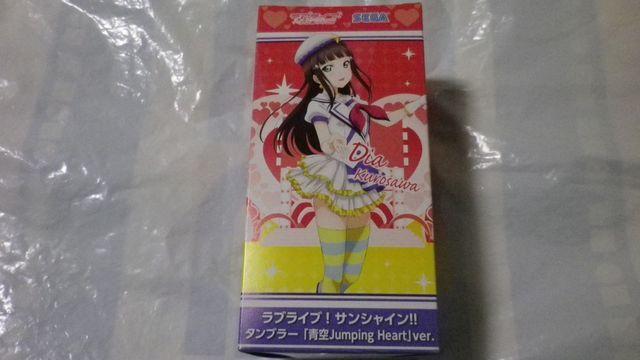 SEGA
Dia
Kurosawa
ラブライブ！サンシャイン!!
タンブラー「青空Jumping Heart」ver.